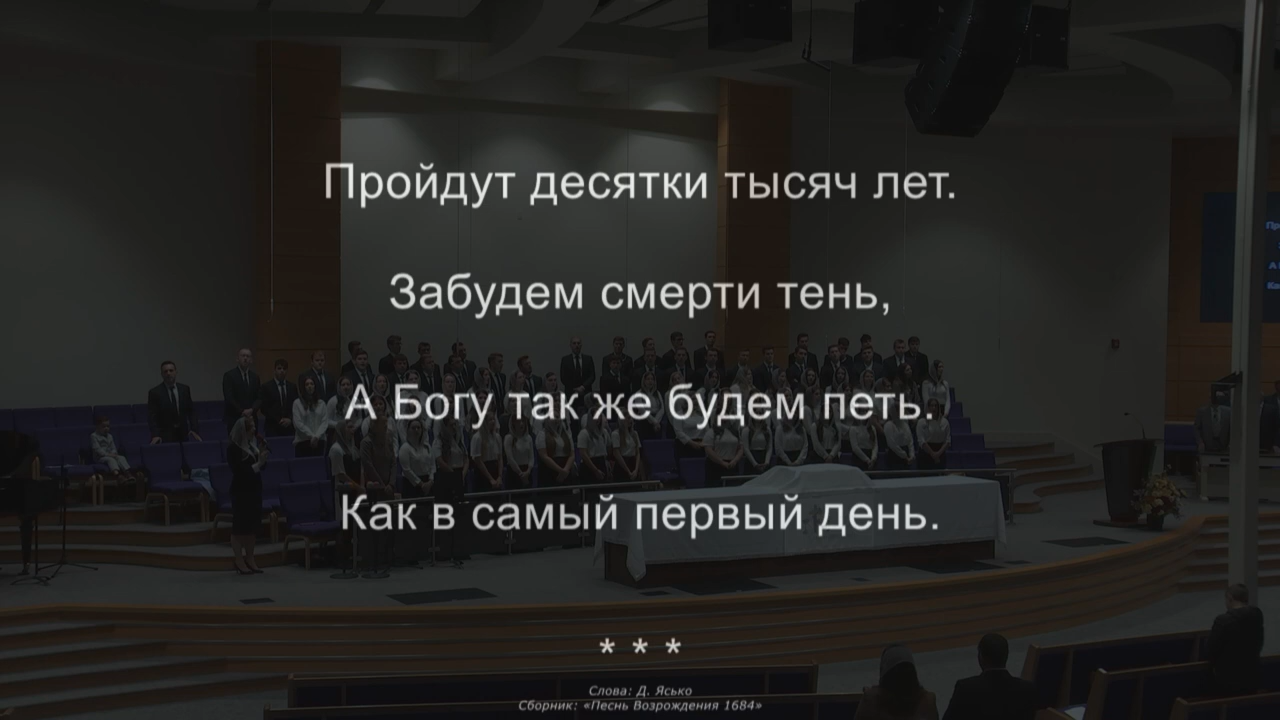 Пройдут десятки тысяч лет.
Забудем смерти тень,
А Богу так же будем петь.
Как в самый первый день.
* * *
Слова: Д. Ясько
Сборник: «Песнь Возрождения 1684»